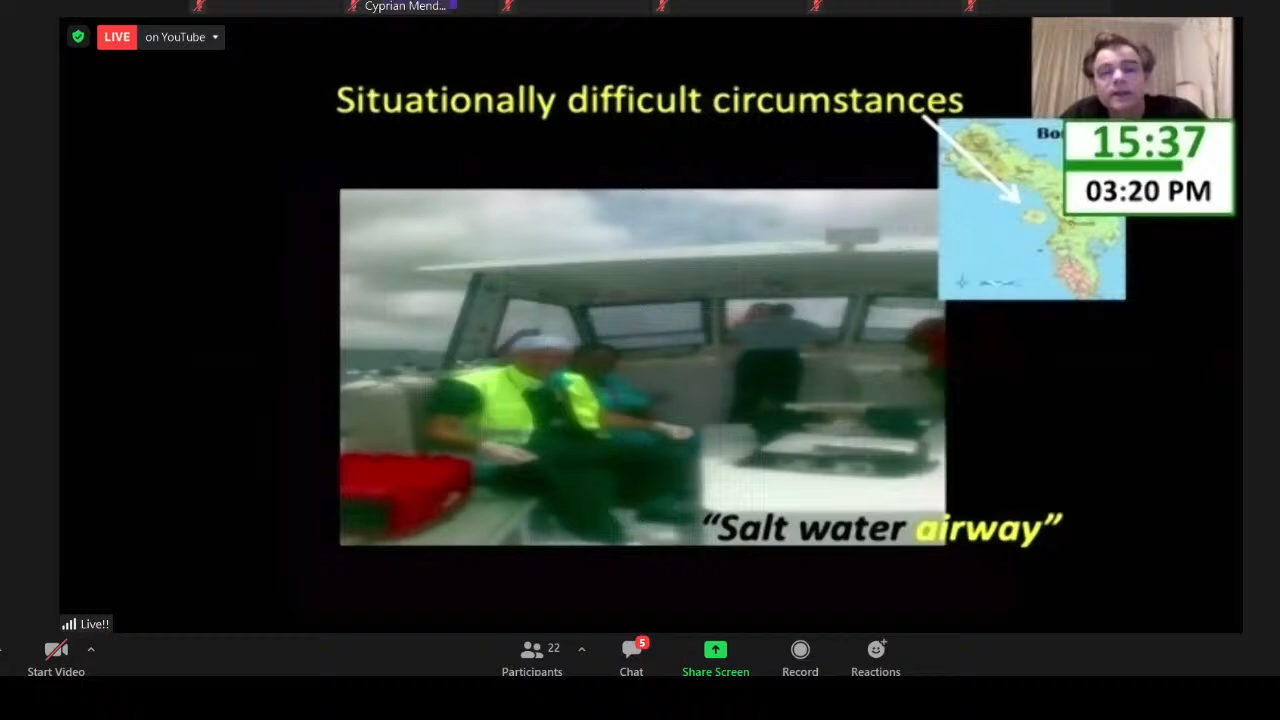 Cyprian Mend...
LIVE on YouTube
Situationally difficult circumstances
15:37
03:20 PM
"Salt water airway"
Live!!
22
5
Start Video
Participants
Chat
Share Screen
Record
Reactions